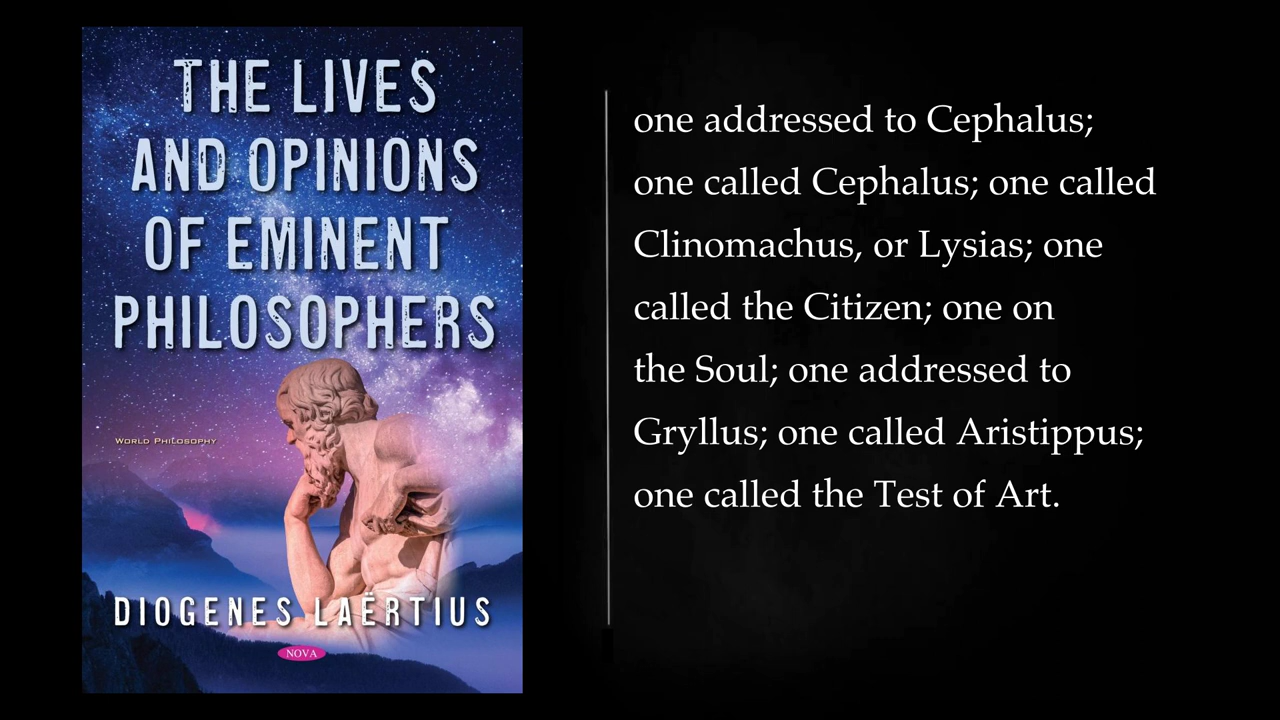 THE LIVES
AND OPINIONS
OF EMINENT
PHILOSOPHERS
WORLD PHILOSOPHY
DIOGENES LAËRTIUS
NOVA
one addressed to Cephalus;
one called Cephalus; one called
Clinomachus, or Lysias; one
called the Citizen; one on
the Soul; one addressed to
Gryllus; one called Aristippus;
one called the Test of Art.